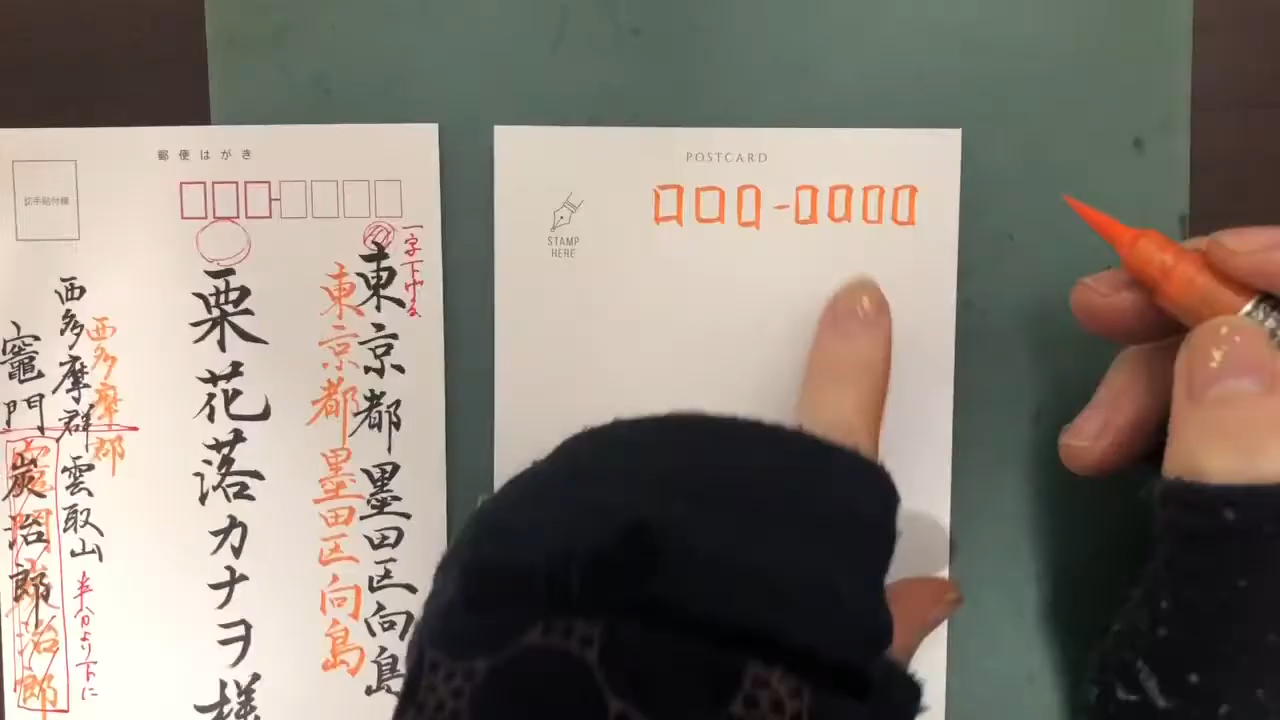 郵便はがき
切手貼付欄
一字下げる
東京都墨田区向島
東京都墨田区向島
栗花落カナヲ様
西多摩郡
半分より下に
西多摩群 雲取山
竈門炭治郎
竈門炭治郎
POSTCARD
STAMP
HERE